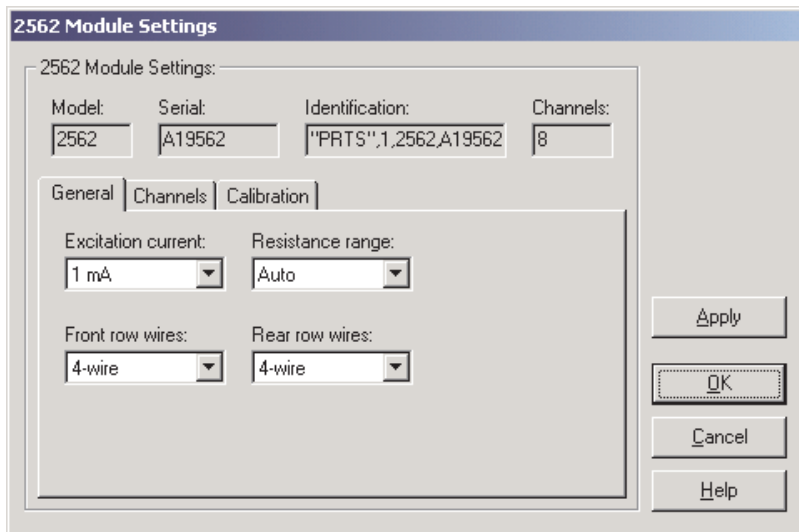 2562 Module Settings
2562 Module Settings:
Model: Serial: Identification: Channels:
2562 A19562 "PRTS",1,2562,A19562 8
General Channels Calibration
Excitation current: Resistance range:
1 mA Auto
Front row wires: Rear row wires:
4-wire 4-wire
Apply
OK
Cancel
Help